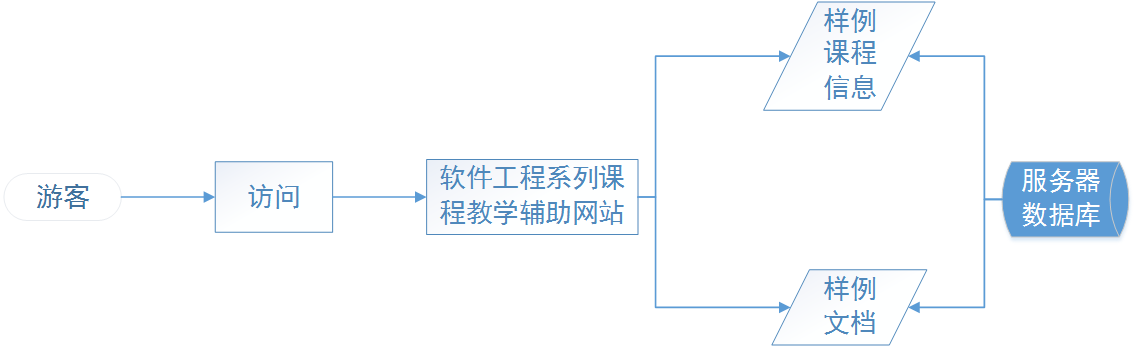 游客
访问
软件工程系列课
程教学辅助网站
样例
课程
信息
样例
文档
服务器
数据库